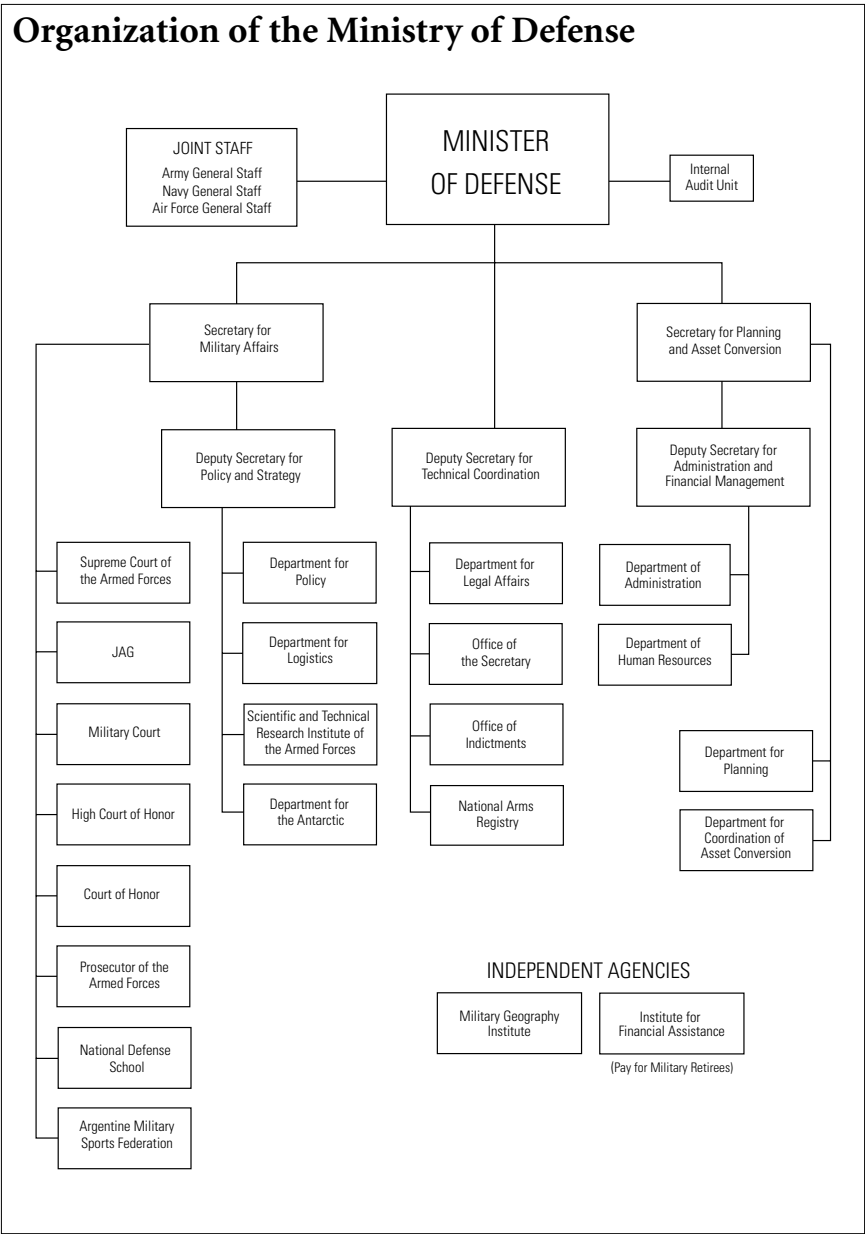 Organization of the Ministry of Defense
JOINT STAFF
Army General Staff
Navy General Staff
Air Force General Staff
MINISTER
OF DEFENSE
Internal
Audit Unit
Secretary for
Military Affairs
Secretary for Planning
and Asset Conversion
Deputy Secretary for
Policy and Strategy
Deputy Secretary for
Technical Coordination
Deputy Secretary for
Administration and
Financial Management
Supreme Court of
the Armed Forces
JAG
Military Court
High Court of Honor
Court of Honor
Prosecutor of the
Armed Forces
National Defense
School
Argentine Military
Sports Federation
Department for
Policy
Department for
Logistics
Scientific and Technical
Research Institute of
the Armed Forces
Department for
the Antarctic
Department for
Legal Affairs
Office of
the Secretary
Office of
Indictments
National Arms
Registry
Department of
Administration
Department of
Human Resources
Department for
Planning
Department for
Coordination of
Asset Conversion
INDEPENDENT AGENCIES
Military Geography
Institute
Institute for
Financial Assistance
(Pay for Military Retirees)